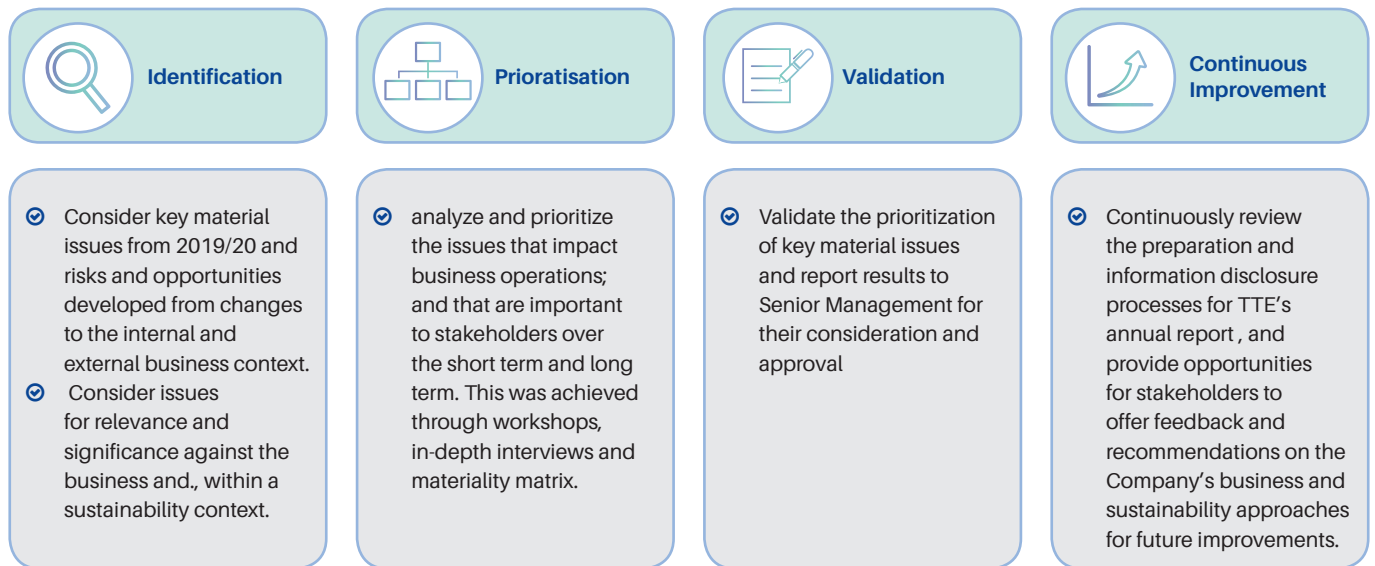 Identification
Consider key material
issues from 2019/20 and
risks and opportunities
developed from changes
to the internal and
external business context.
Consider issues
for relevance and
significance against the
business and., within a
sustainability context.
Prioratisation
analyze and prioritize
the issues that impact
business operations;
and that are important
to stakeholders over
the short term and long
term. This was achieved
through workshops,
in-depth interviews and
materiality matrix.
Validation
Validate the prioritization
of key material issues
and report results to
Senior Management for
their consideration and
approval
Continuous
Improvement
Continuously review
the preparation and
information disclosure
processes for TTE's
annual report , and
provide opportunities
for stakeholders to
offer feedback and
recommendations on the
Company's business and
sustainability approaches
for future improvements.